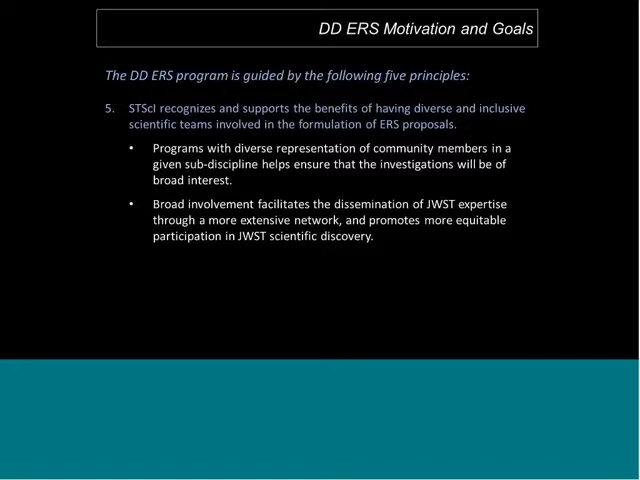 DD ERS Motivation and Goals
The DD ERS program is guided by the following five principles:
5. STScI recognizes and supports the benefits of having diverse and inclusive
scientific teams involved in the formulation of ERS proposals.
• Programs with diverse representation of community members in a
given sub-discipline helps ensure that the investigations will be of
broad interest.
• Broad involvement facilitates the dissemination of JWST expertise
through a more extensive network, and promotes more equitable
participation in JWST scientific discovery.